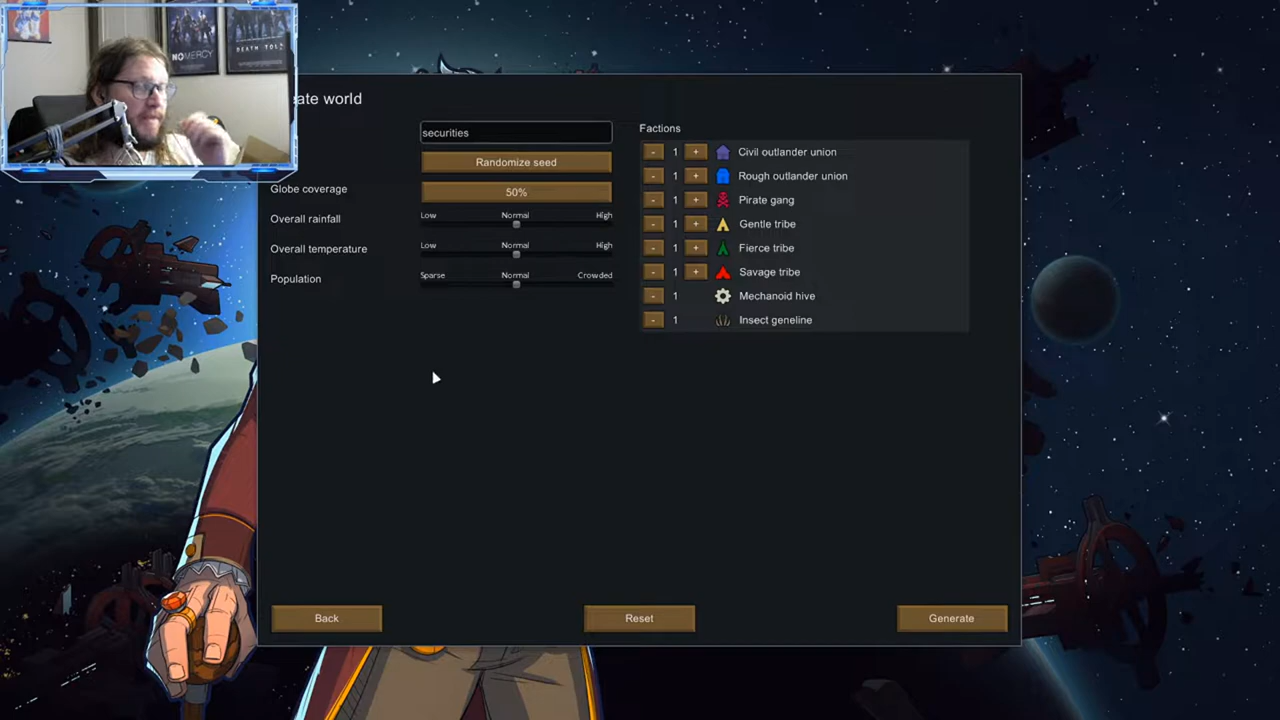 NO MERCY
DEATH TOLL
ate world
securities
Randomize seed
Globe coverage
50%
Overall rainfall
Low
Normal
High
Overall temperature
Low
Normal
High
Population
Sparse
Normal
Crowded
Factions
- 1 + Civil outlander union
- 1 + Rough outlander union
- 1 + Pirate gang
- 1 + Gentle tribe
- 1 + Fierce tribe
- 1 + Savage tribe
- 1 Mechanoid hive
- 1 Insect geneline
Back
Reset
Generate